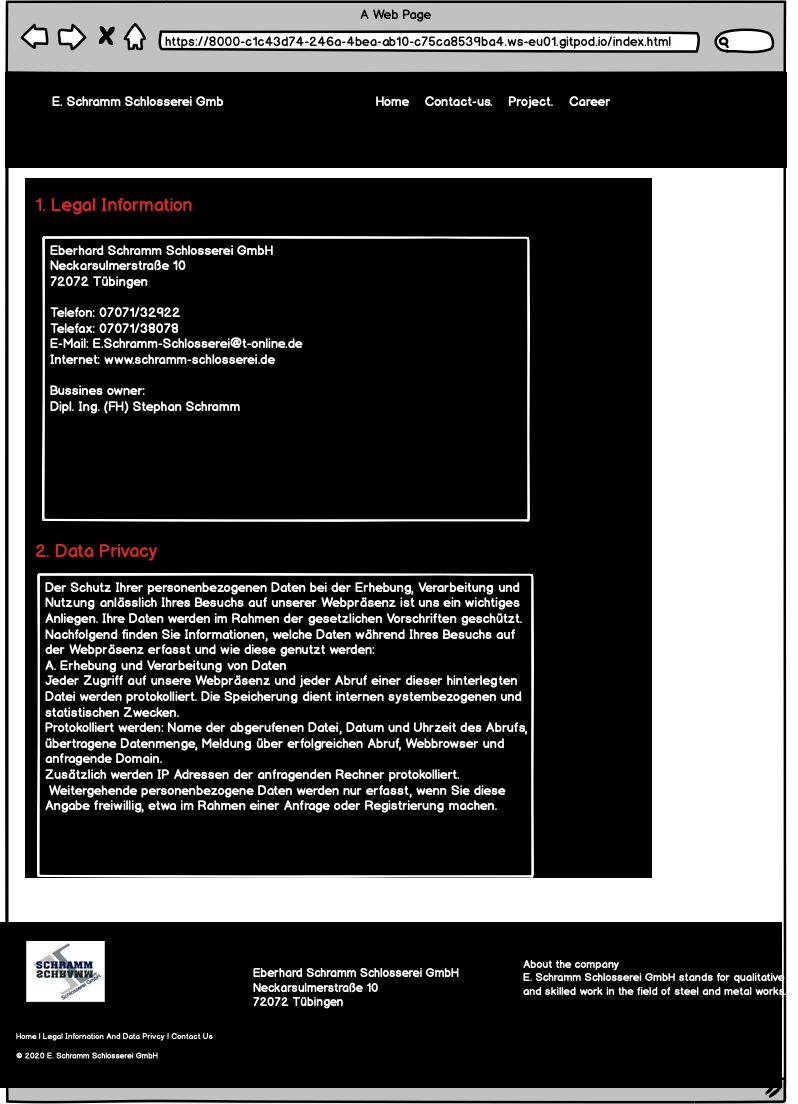 A Web Page
https://8000-c1c43d74-246a-4bea-ab10-c75ca8539ba4.ws-eu01.gitpod.io/index.html
E. Schramm Schlosserei Gmb
Home Contact-us. Project. Career
1. Legal Information
Eberhard Schramm Schlosserei GmbH
Neckarsulmerstraße 10
72072 Tübingen
Telefon: 07071/32922
Telefax: 07071/38078
E-Mail: E.Schramm-Schlosserei@t-online.de
Internet: www.schramm-schlosserei.de
Bussines owner:
Dipl. Ing. (FH) Stephan Schramm
2. Data Privacy
Der Schutz Ihrer personenbezogenen Daten bei der Erhebung, Verarbeitung und
Nutzung anlässlich Ihres Besuchs auf unserer Webpräsenz ist uns ein wichtiges
Anliegen. Ihre Daten werden im Rahmen der gesetzlichen Vorschriften geschützt.
Nachfolgend finden Sie Informationen, welche Daten während Ihres Besuchs auf
der Webpräsenz erfasst und wie diese genutzt werden:
A. Erhebung und Verarbeitung von Daten
Jeder Zugriff auf unsere Webpräsenz und jeder Abruf einer dieser hinterlegten
Datei werden protokolliert. Die Speicherung dient internen systembezogenen und
statistischen Zwecken.
Protokolliert werden: Name der abgerufenen Datei, Datum und Uhrzeit des Abrufs,
übertragene Datenmenge, Meldung über erfolgreichen Abruf, Webbrowser und
anfragende Domain.
Zusätzlich werden IP Adressen der anfragenden Rechner protokolliert.
Weitergehende personenbezogene Daten werden nur erfasst, wenn Sie diese
Angabe freiwillig, etwa im Rahmen einer Anfrage oder Registrierung machen.
SCHRAMM
SCHRAMM
Schlosserei GmbH
Eberhard Schramm Schlosserei GmbH
Neckarsulmerstraße 10
72072 Tübingen
About the company
E. Schramm Schlosserei GmbH stands for qualitative
and skilled work in the field of steel and metal works.
Home | Legal Information And Data Privcy | Contact Us
© 2020 E. Schramm Schlosserei GmbH